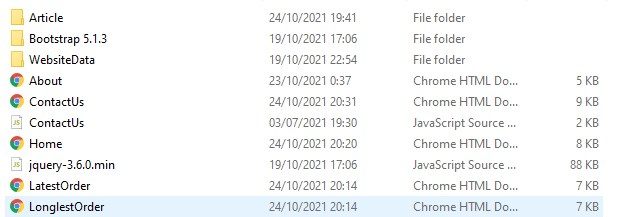 Article 24/10/2021 19:41 File folder
Bootstrap 5.1.3 19/10/2021 17:06 File folder
WebsiteData 19/10/2021 22:54 File folder
About 23/10/2021 0:37 Chrome HTML Do... 5 KB
ContactUs 24/10/2021 20:31 Chrome HTML Do... 9 KB
ContactUs 03/07/2021 19:30 JavaScript Source ... 2 KB
Home 24/10/2021 20:20 Chrome HTML Do... 8 KB
jquery-3.6.0.min 19/10/2021 17:06 JavaScript Source ... 88 KB
LatestOrder 24/10/2021 20:14 Chrome HTML Do... 7 KB
LonglestOrder 24/10/2021 20:14 Chrome HTML Do... 7 KB